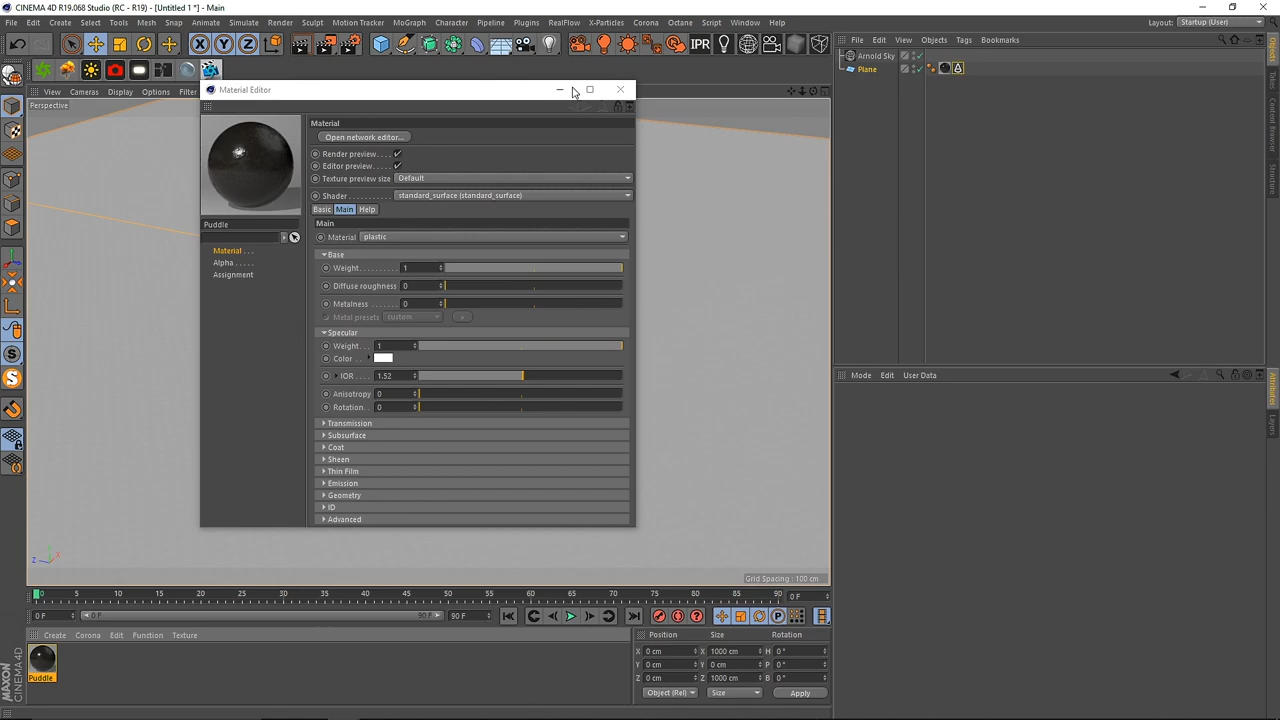 CINEMA 4D R19.068 Studio (RC - R19) - [Untitled 1 *] - Main
File Edit Create Select Tools Mesh Snap Animate Simulate Render Sculpt Motion Tracker MoGraph Character Pipeline Plugins RealFlow X-Particles Corona Octane Script Window Help
Layout: Startup (User)
X Y Z IPR
File Edit View Objects Tags Bookmarks
Arnold Sky
Plane
View Cameras Display Options Filter
Perspective
Material Editor
Material
Open network editor...
Render preview....
Editor preview.....
Texture preview size Default
Shader........... standard_surface (standard_surface)
Basic Main Help
Puddle
Main
Material plastic
Material ...
Alpha .....
Assignment
Base
Weight.......... 1
Diffuse roughness 0
Metalness ....... 0
Metal presets custom >
Specular
Weight... 1
Color ..
IOR.... 1.52
Anisotropy 0
Rotation.. 0
Transmission
Subsurface
Coat
Sheen
Thin Film
Emission
Geometry
ID
Advanced
Mode Edit User Data
Objects
Takes
Content Browser
Structure
Attributes
Layers
Z Y X
Grid Spacing : 100 cm
0 5 10 15 20 25 30 35 40 45 50 55 60 65 70 75 80 85 90 0 F
0 F 0 F 90 F 90 F
Create Corona Edit Function Texture
Puddle
Position Size Rotation
X 0 cm X 1000 cm H 0 °
Y 0 cm Y 0 cm P 0 °
Z 0 cm Z 1000 cm B 0 °
Object (Rel) Size Apply
MAXON
CINEMA 4D